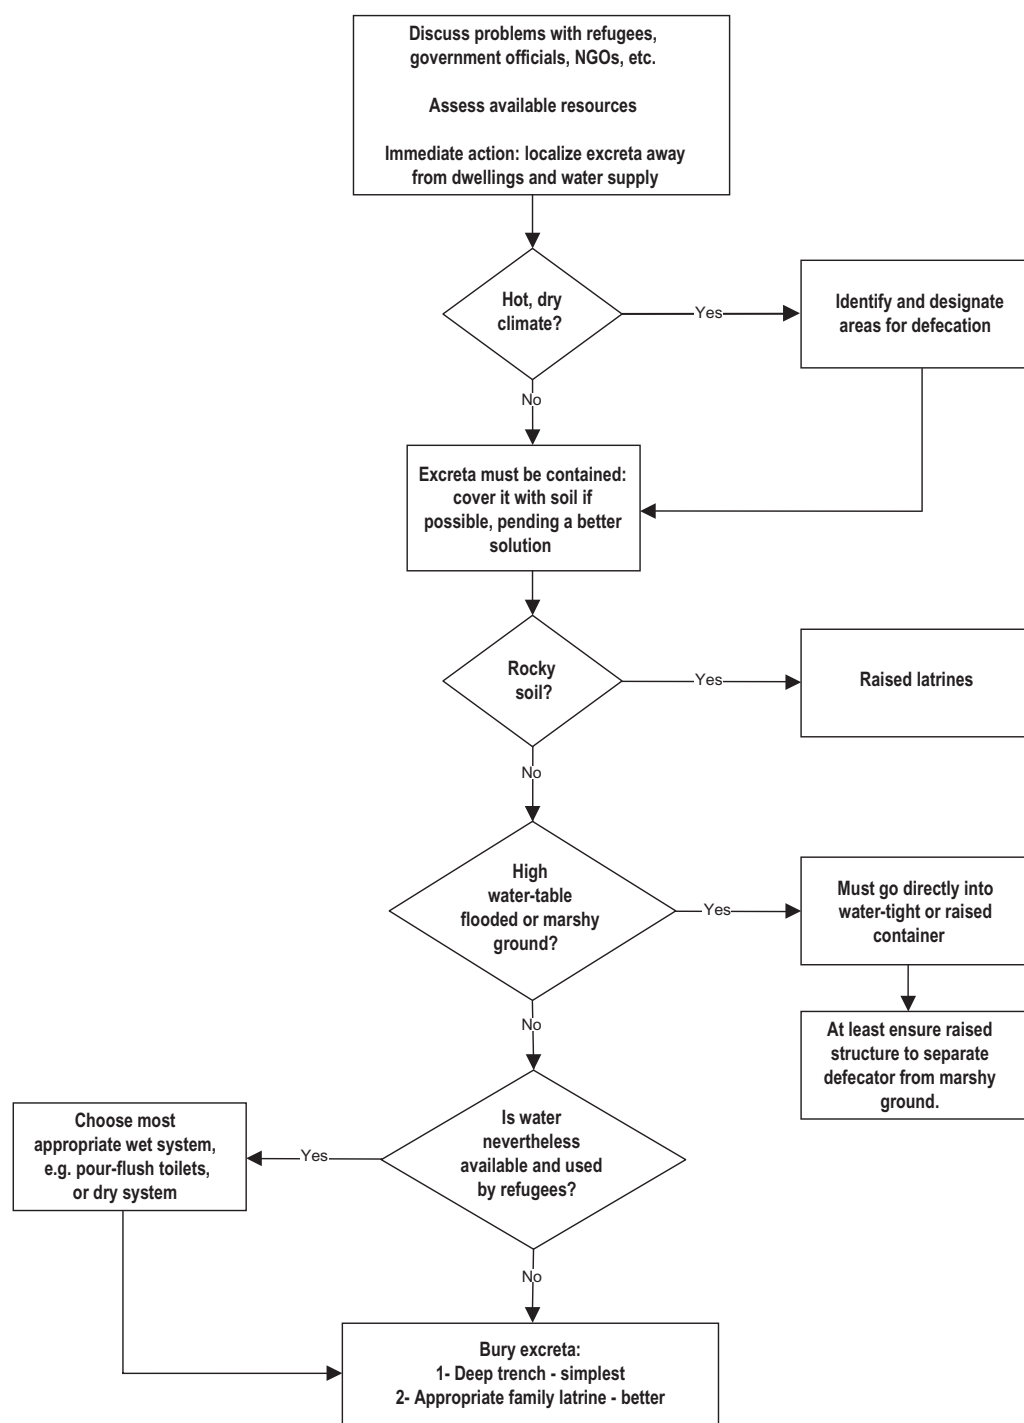 Discuss problems with refugees,
government officials, NGOs, etc.
Assess available resources
Immediate action: localize excreta away
from dwellings and water supply
Hot, dry
climate?
Yes
Identify and designate
areas for defecation
No
Excreta must be contained:
cover it with soil if
possible, pending a better
solution
Rocky
soil?
Yes
Raised latrines
No
High
water-table
flooded or marshy
ground?
Yes
Must go directly into
water-tight or raised
container
At least ensure raised
structure to separate
defecator from marshy
ground.
No
Is water
nevertheless
available and used
by refugees?
Yes
Choose most
appropriate wet system,
e.g. pour-flush toilets,
or dry system
No
Bury excreta:
1- Deep trench - simplest
2- Appropriate family latrine - better